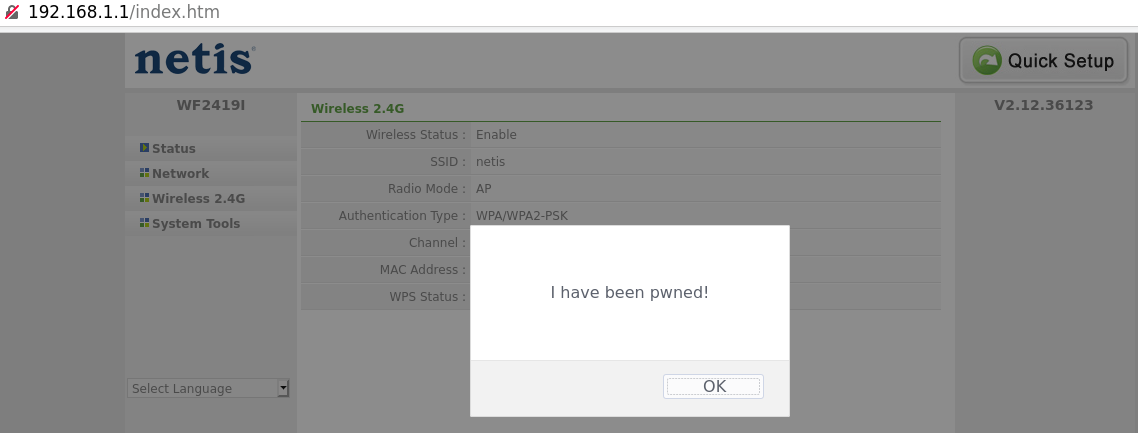 192.168.1.1/index.htm
netis
Quick Setup
WF2419I
Wireless 2.4G
V2.12.36123
Wireless Status : Enable
Status
SSID : netis
Network
Radio Mode : AP
Wireless 2.4G
Authentication Type : WPA/WPA2-PSK
System Tools
Channel :
MAC Address :
WPS Status :
I have been pwned!
Select Language
OK